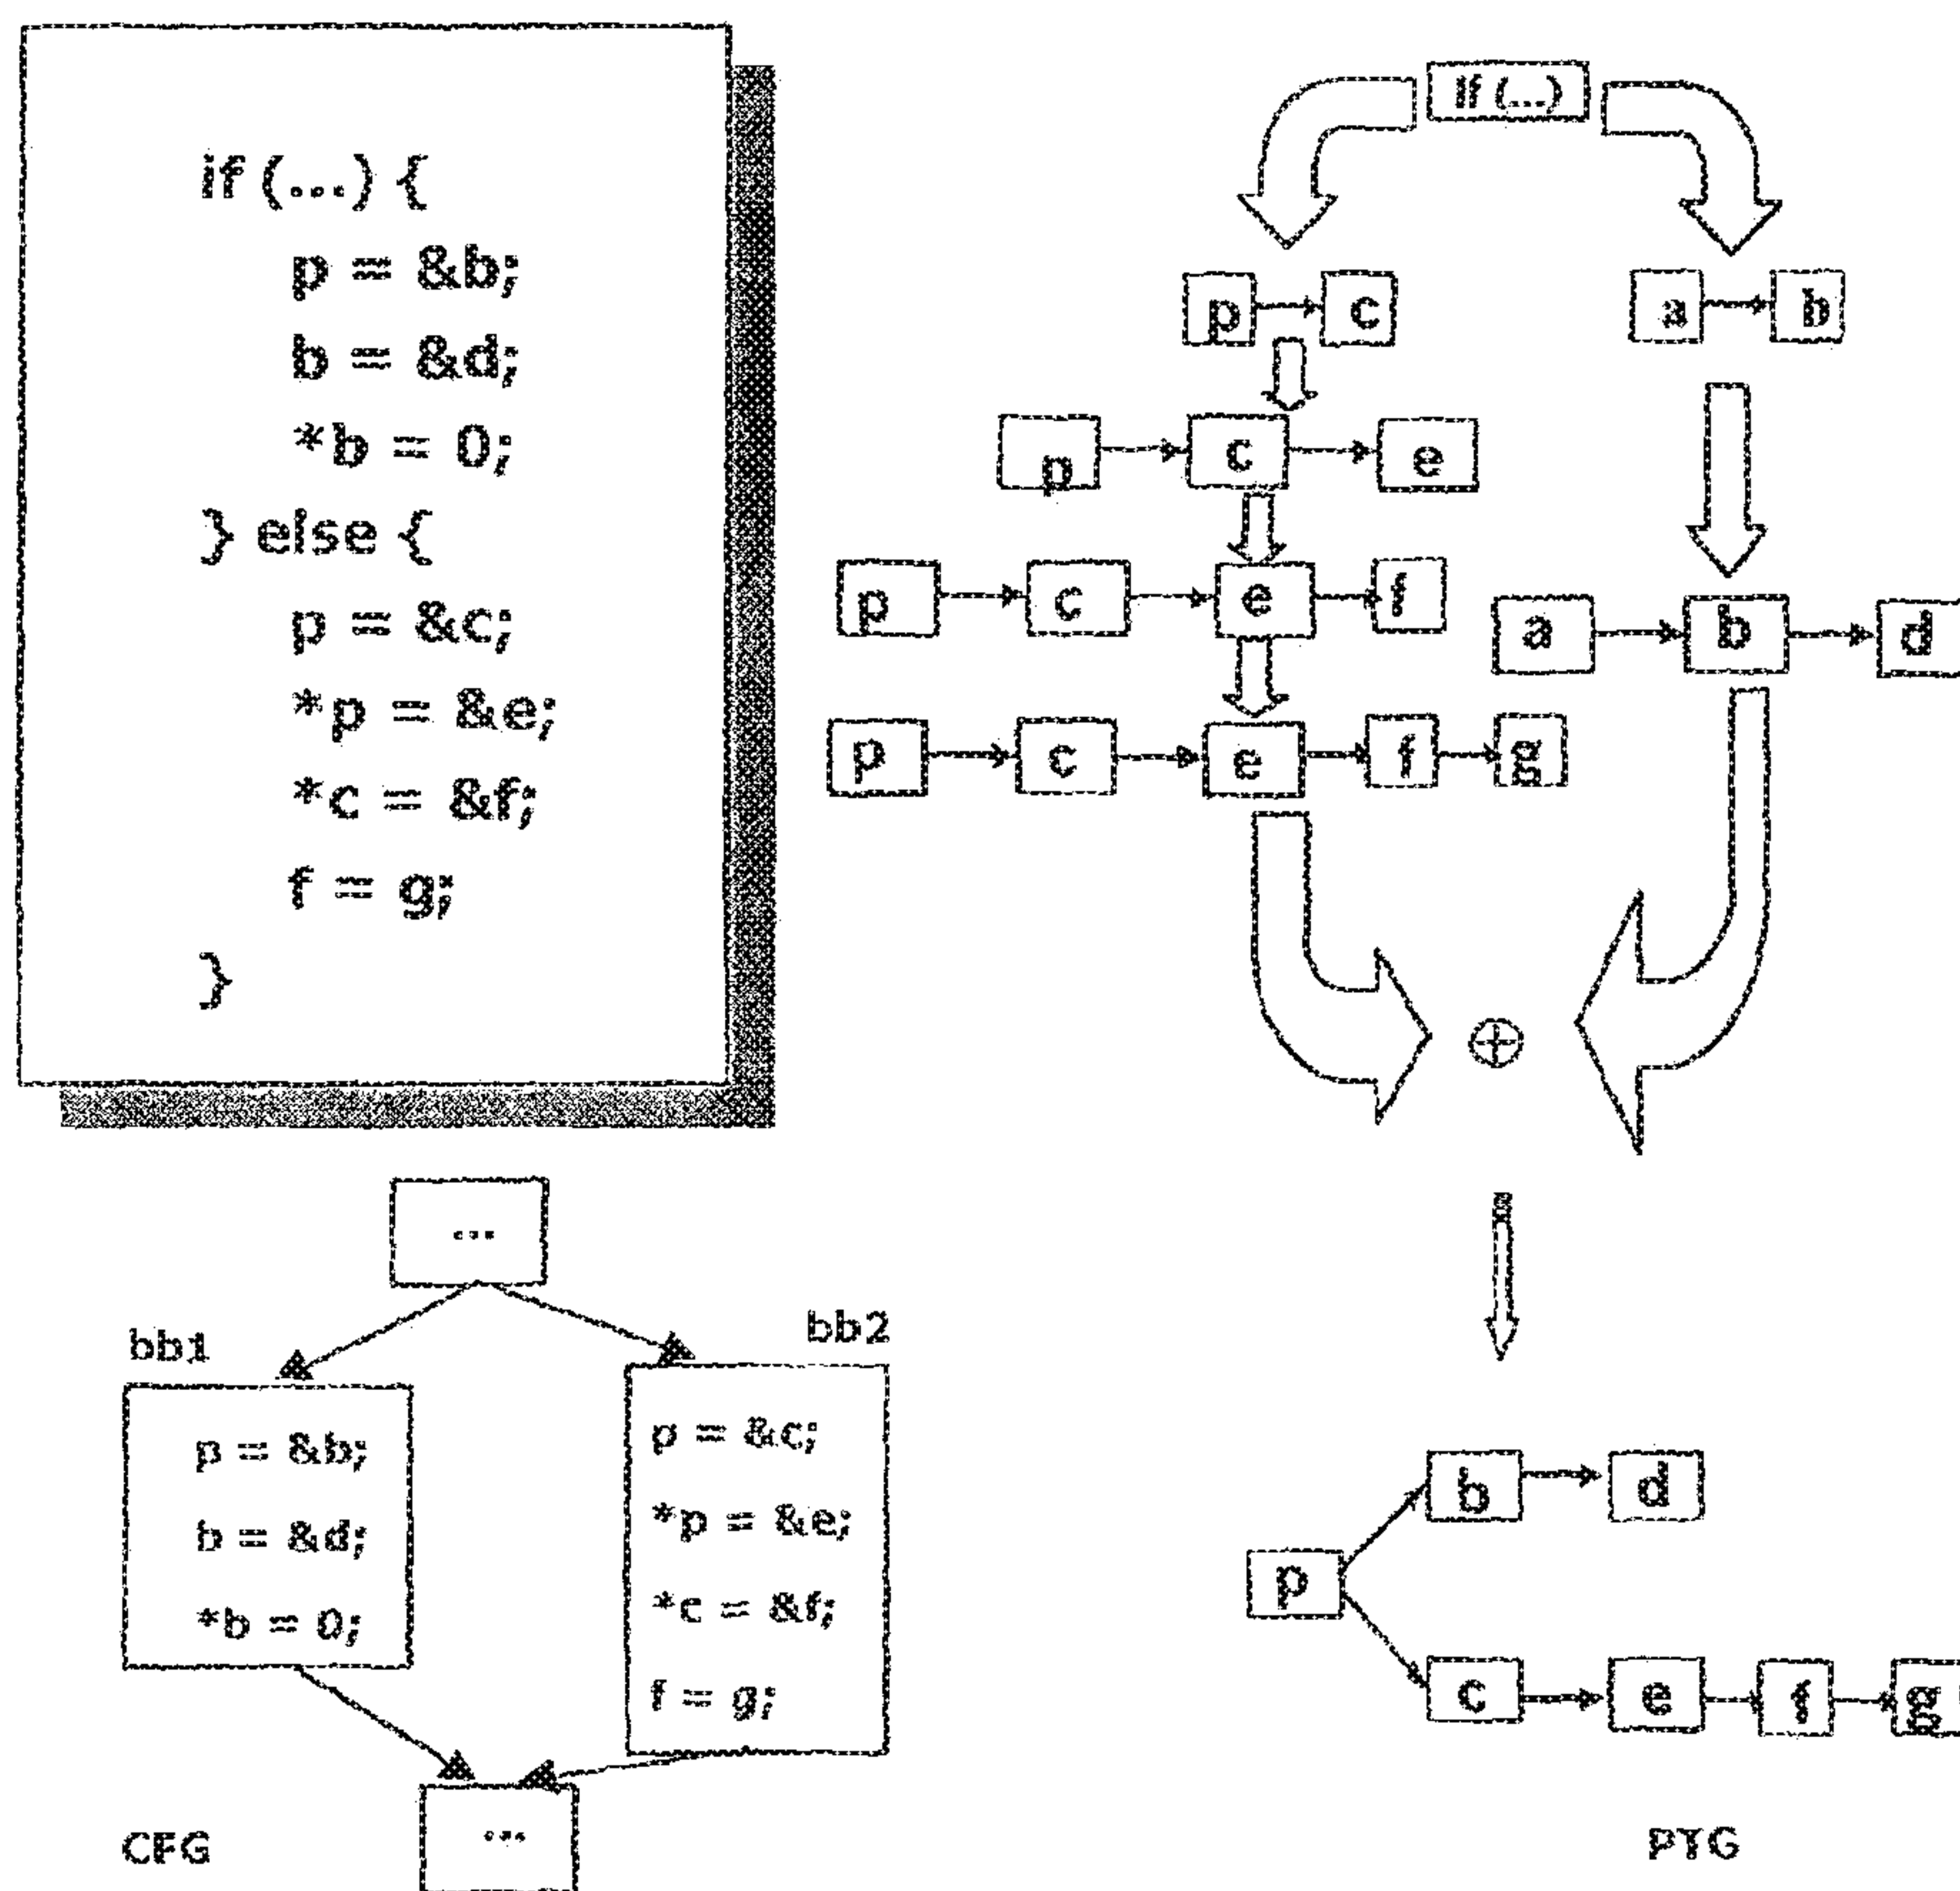 if (...) {
p = &b;
b = &d;
*b = 0;
} else {
p = &c;
*p = &e;
*c = &f;
f = g;
}
if (...)
p c
a b
p c e
p c e f
a b d
p c e f g
...
bb1
bb2
p = &b;
b = &d;
*b = 0;
p = &c;
*p = &e;
*c = &f;
f = g;
...
CFG
b d
p
c e f g
PTG